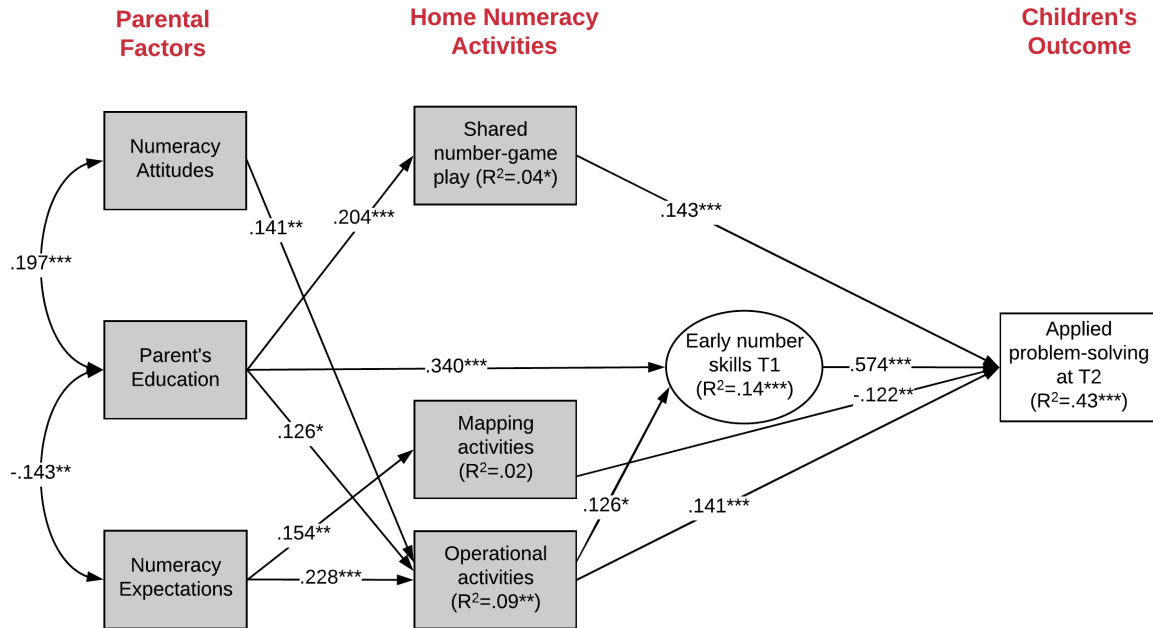 Parental
Factors
Home Numeracy
Activities
Children's
Outcome
Numeracy
Attitudes
Shared
number-game
play (R²=.04*)
.204***
.143***
.141**
.197***
Parent's
Education
.340***
Early number
skills T1
(R²=.14***)
.574***
-.122**
Applied
problem-solving
at T2
(R²=.43***)
.126*
Mapping
activities
(R²=.02)
-.143**
.154**
.126*
.141***
Numeracy
Expectations
.228***
Operational
activities
(R²=.09**)